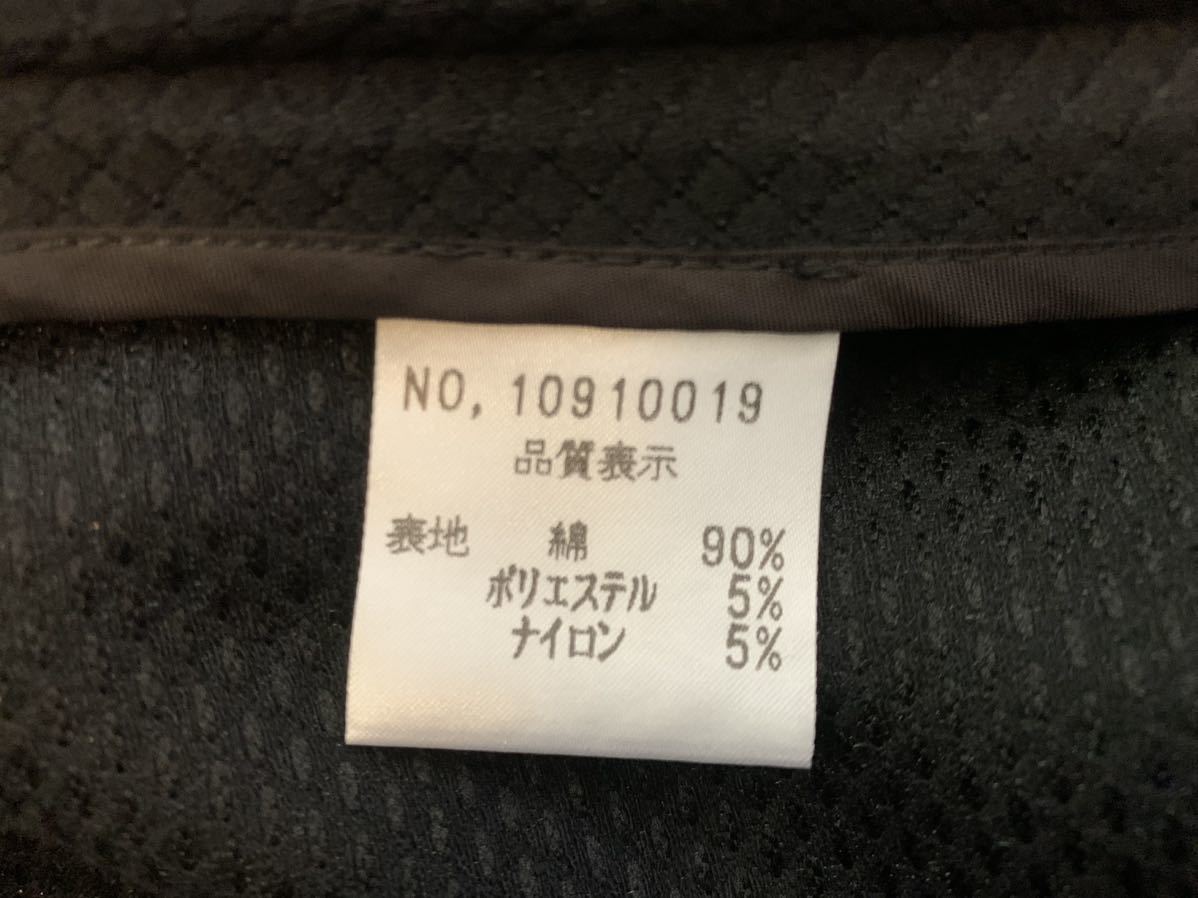 NO, 10910019
品質表示
表地 綿 90%
ポリエステル 5%
ナイロン 5%